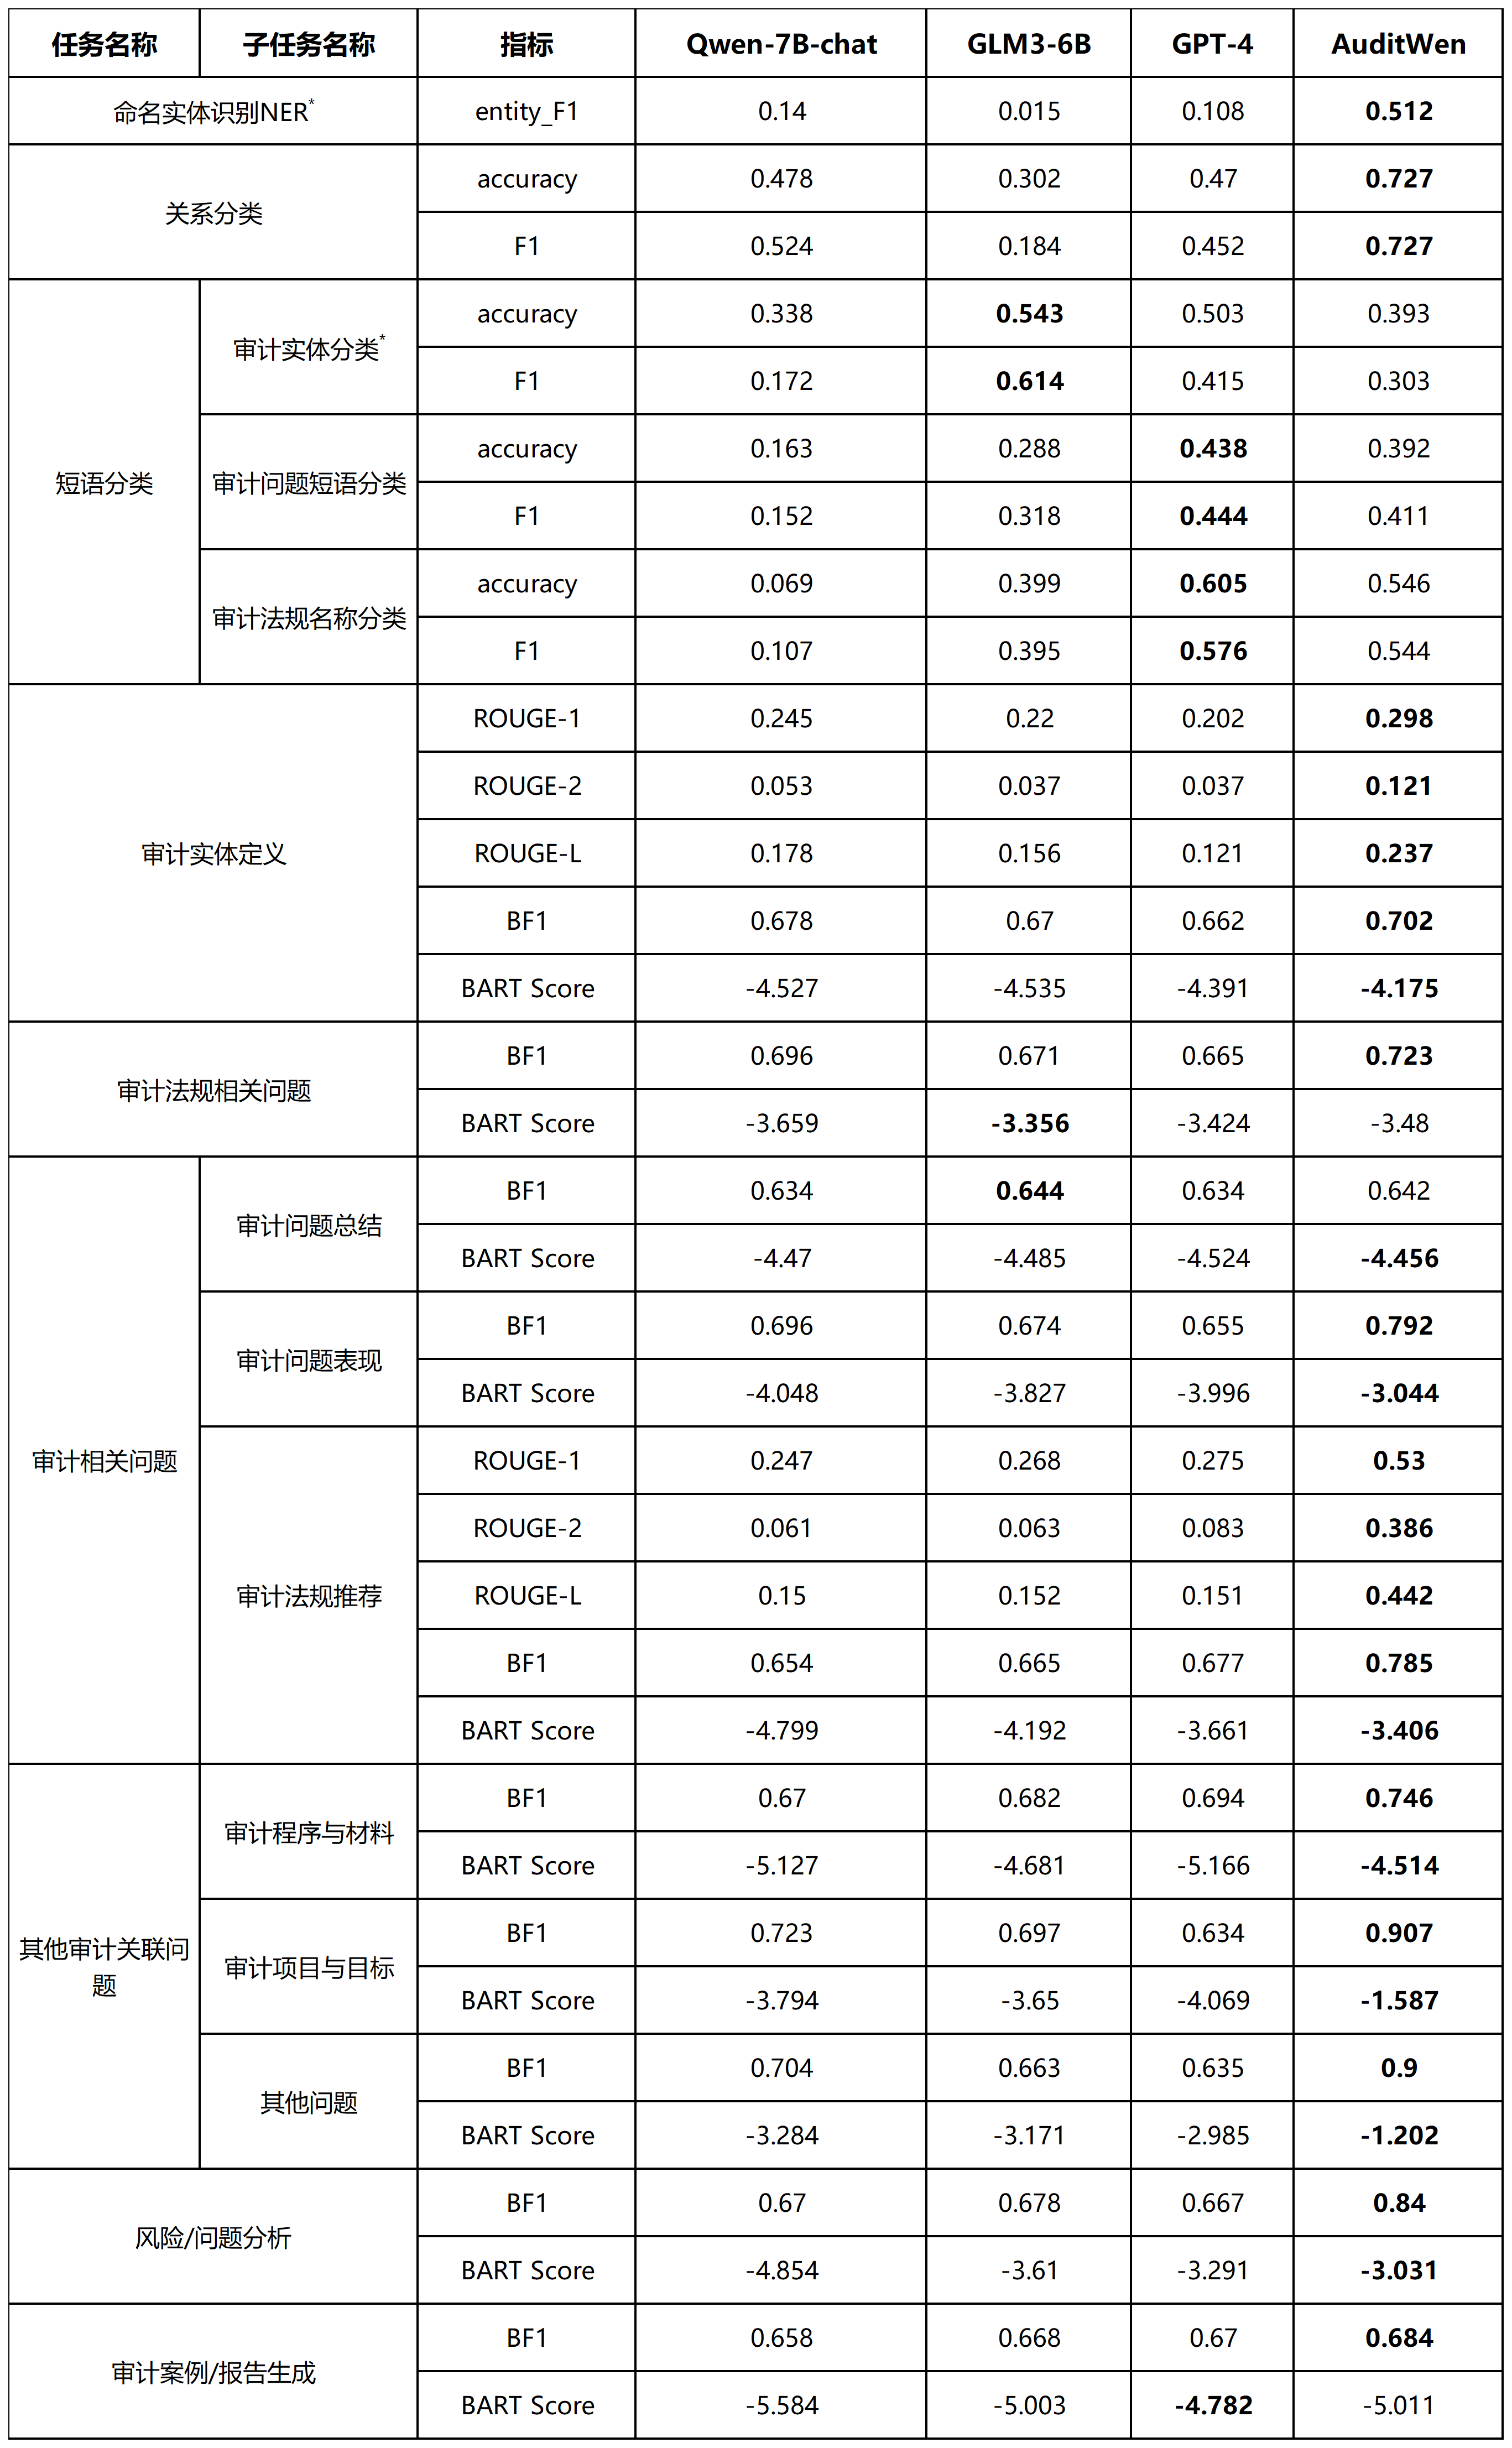 任务名称 子任务名称 指标 Qwen-7B-chat GLM3-6B GPT-4 AuditWen
命名实体识别NER* entity_F1 0.14 0.015 0.108 0.512
关系分类 accuracy 0.478 0.302 0.47 0.727
F1 0.524 0.184 0.452 0.727
短语分类 审计实体分类* accuracy 0.338 0.543 0.503 0.393
F1 0.172 0.614 0.415 0.303
审计问题短语分类 accuracy 0.163 0.288 0.438 0.392
F1 0.152 0.318 0.444 0.411
审计法规名称分类 accuracy 0.069 0.399 0.605 0.546
F1 0.107 0.395 0.576 0.544
审计实体定义 ROUGE-1 0.245 0.22 0.202 0.298
ROUGE-2 0.053 0.037 0.037 0.121
ROUGE-L 0.178 0.156 0.121 0.237
BF1 0.678 0.67 0.662 0.702
BART Score -4.527 -4.535 -4.391 -4.175
审计法规相关问题 BF1 0.696 0.671 0.665 0.723
BART Score -3.659 -3.356 -3.424 -3.48
审计相关问题 审计问题总结 BF1 0.634 0.644 0.634 0.642
BART Score -4.47 -4.485 -4.524 -4.456
审计问题表现 BF1 0.696 0.674 0.655 0.792
BART Score -4.048 -3.827 -3.996 -3.044
审计法规推荐 ROUGE-1 0.247 0.268 0.275 0.53
ROUGE-2 0.061 0.063 0.083 0.386
ROUGE-L 0.15 0.152 0.151 0.442
BF1 0.654 0.665 0.677 0.785
BART Score -4.799 -4.192 -3.661 -3.406
其他审计关联问
题 审计程序与材料 BF1 0.67 0.682 0.694 0.746
BART Score -5.127 -4.681 -5.166 -4.514
审计项目与目标 BF1 0.723 0.697 0.634 0.907
BART Score -3.794 -3.65 -4.069 -1.587
其他问题 BF1 0.704 0.663 0.635 0.9
BART Score -3.284 -3.171 -2.985 -1.202
风险/问题分析 BF1 0.67 0.678 0.667 0.84
BART Score -4.854 -3.61 -3.291 -3.031
审计案例/报告生成 BF1 0.658 0.668 0.67 0.684
BART Score -5.584 -5.003 -4.782 -5.011